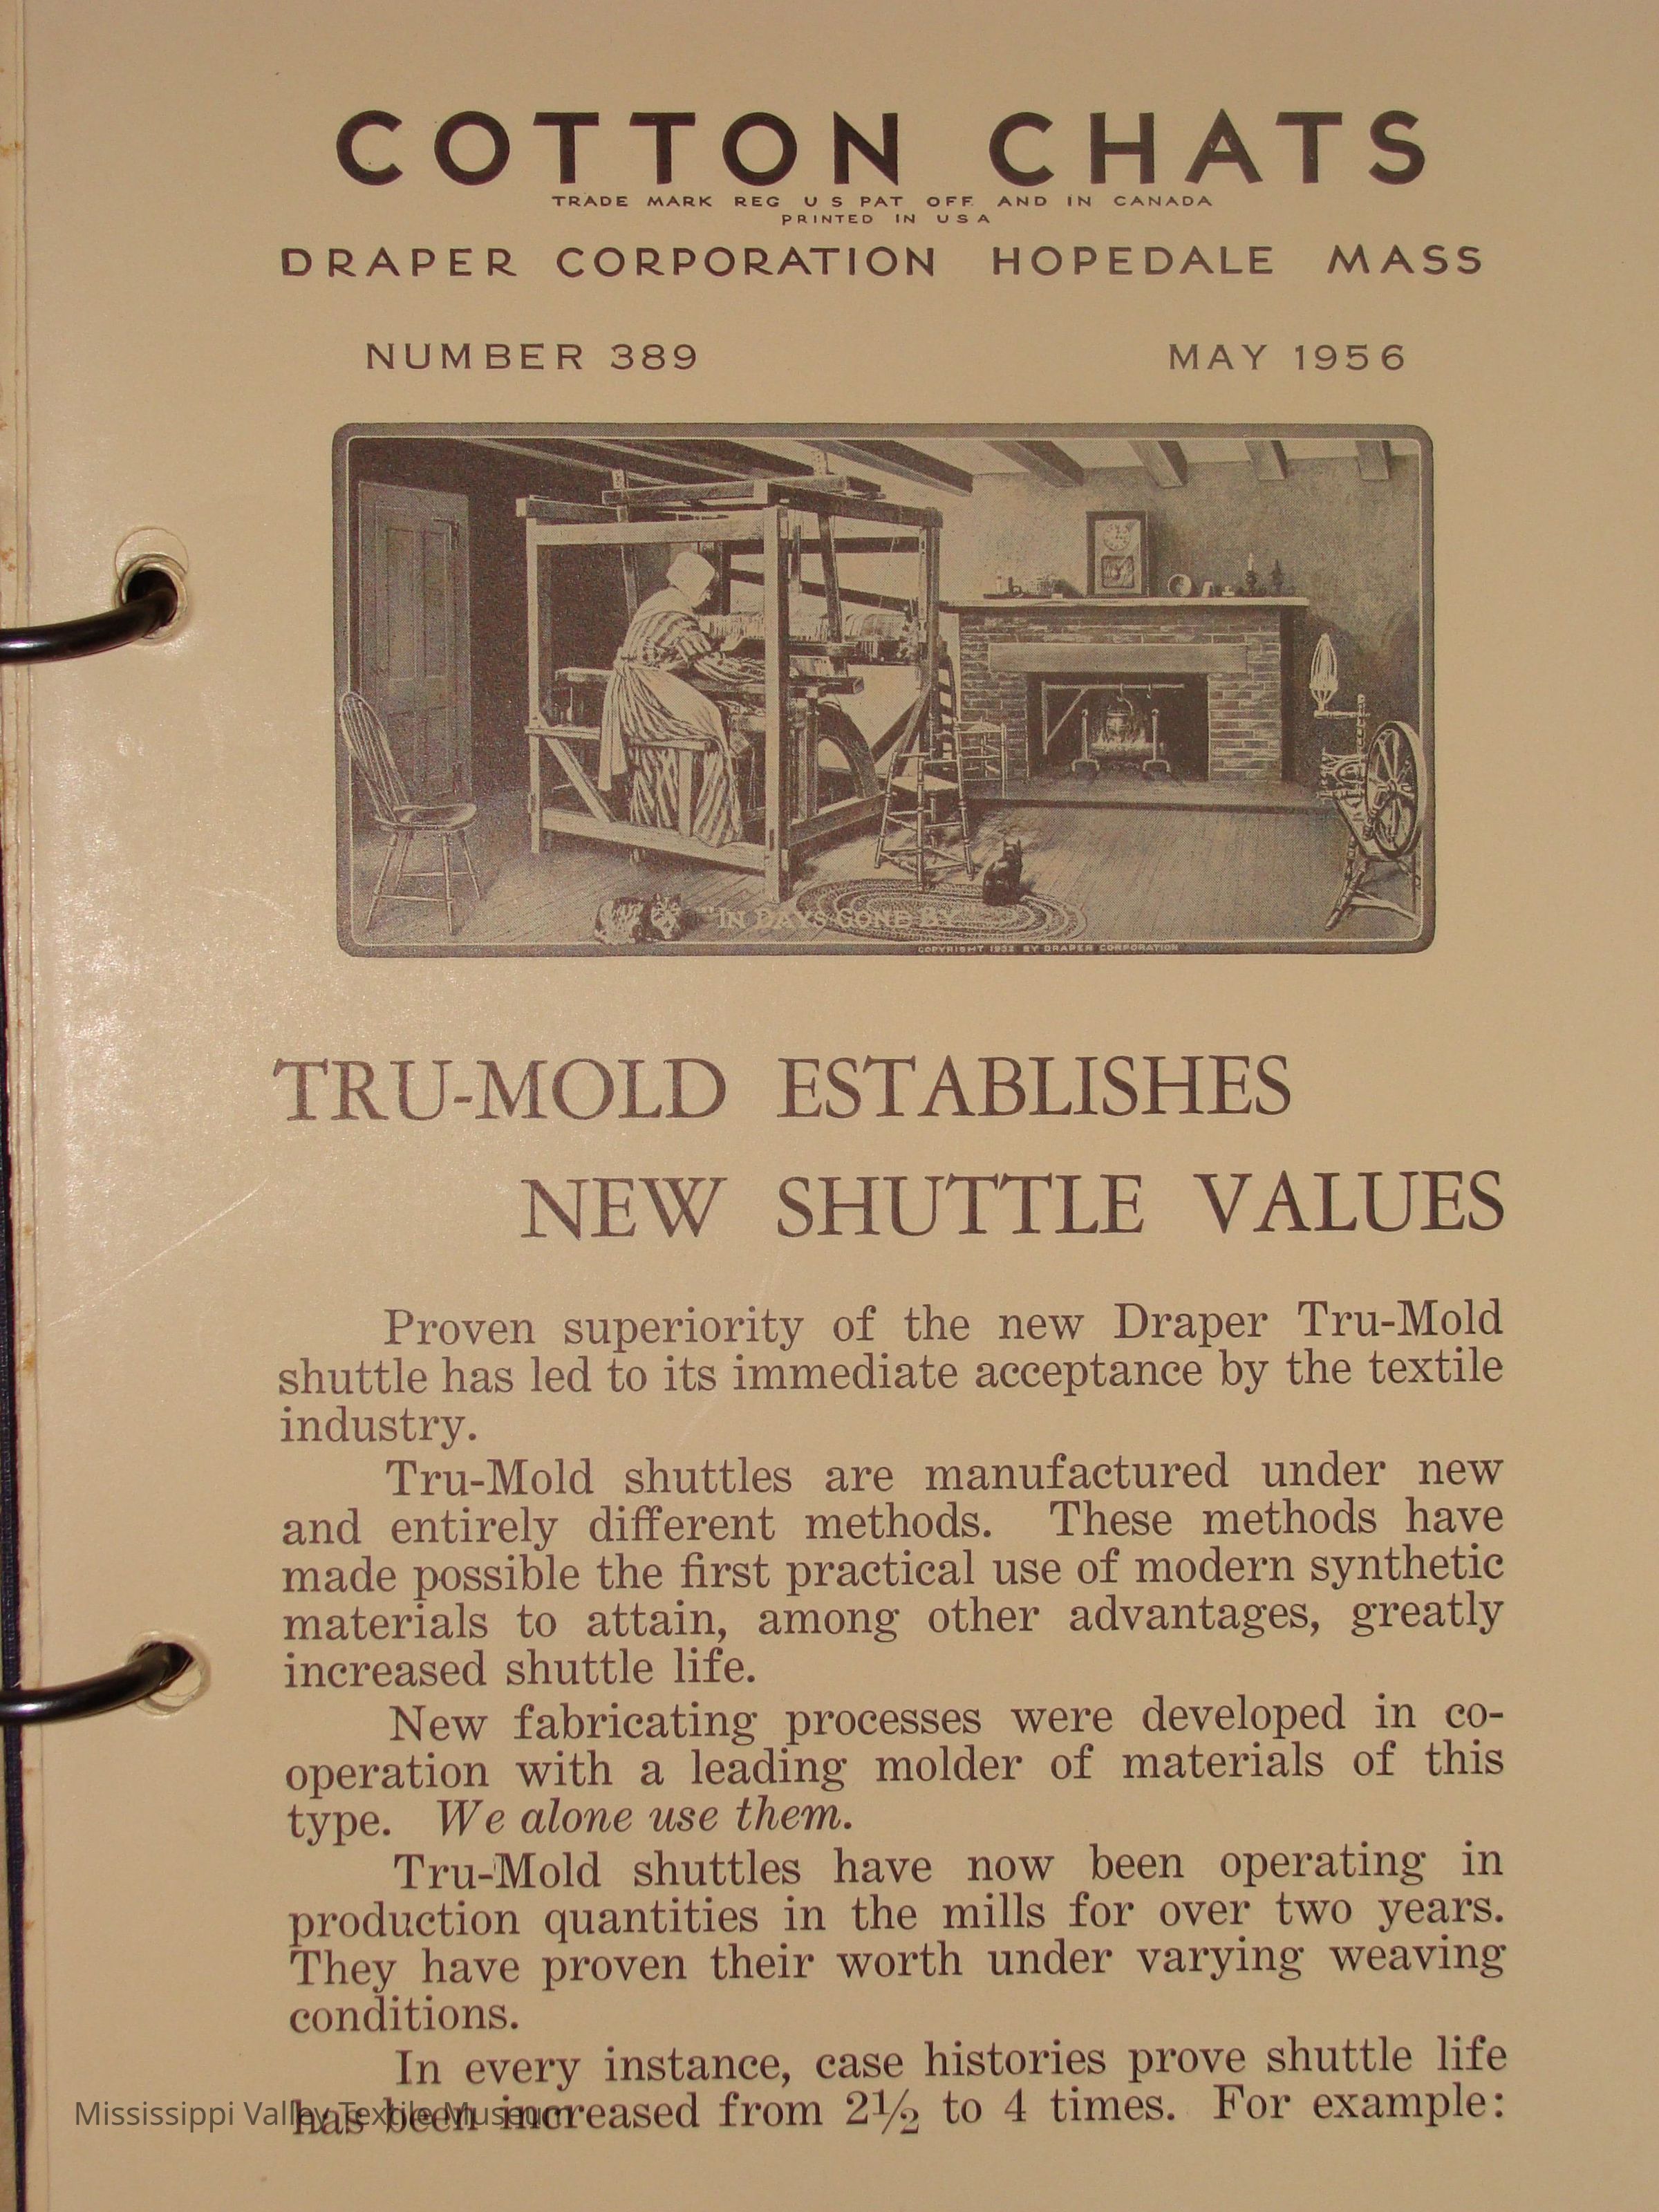 COTTON CHATS
TRADE MARK REG U S PAT OFF AND IN CANADA
PRINTED IN U S A
DRAPER CORPORATION HOPEDALE MASS
NUMBER 389 MAY 1956
"IN DAYS GONE BY"
COPYRIGHT 1932 BY DRAPER CORPORATION
TRU-MOLD ESTABLISHES
NEW SHUTTLE VALUES
Proven superiority of the new Draper Tru-Mold
shuttle has led to its immediate acceptance by the textile
industry.
Tru-Mold shuttles are manufactured under new
and entirely different methods. These methods have
made possible the first practical use of modern synthetic
materials to attain, among other advantages, greatly
increased shuttle life.
New fabricating processes were developed in co-
operation with a leading molder of materials of this
type. We alone use them.
Tru-Mold shuttles have now been operating in
production quantities in the mills for over two years.
They have proven their worth under varying weaving
conditions.
In every instance, case histories prove shuttle life
has been increased from 2½ to 4 times. For example:
Mississippi Valley Textile Museum